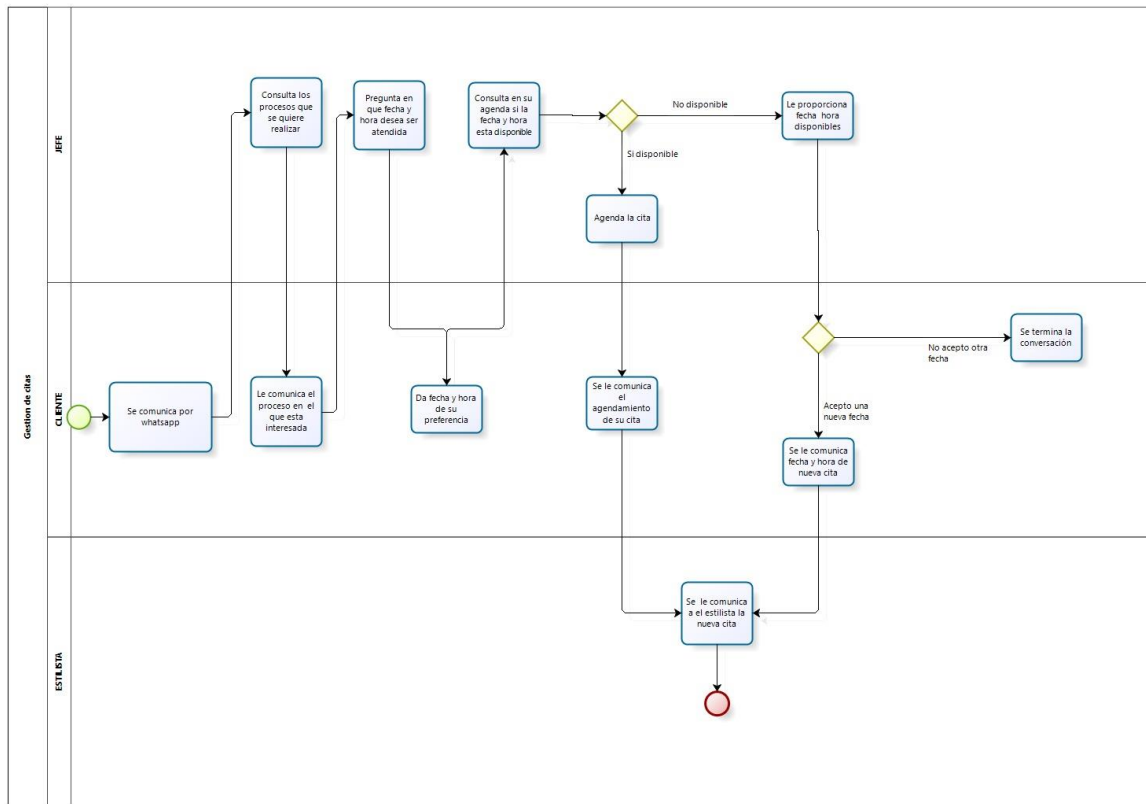 Gestion de citas
JEFE
Consulta los
procesos que
se quiere
realizar
Pregunta en
que fecha y
hora desea ser
atendida
Consulta en su
agenda si la
fecha y hora
esta disponible
No disponible
Le proporciona
fecha hora
disponibles
Si disponible
Agenda la cita
CLIENTE
Se comunica por
whatsapp
Le comunica el
proceso en el
que esta
interesada
Da fecha y hora
de su
preferencia
Se le comunica
el
agendamiento
de su cita
No acepto otra
fecha
Se termina la
conversación
Acepto una
nueva fecha
Se le comunica
fecha y hora de
nueva cita
ESTILISTA
Se le comunica
a el estilista la
nueva cita